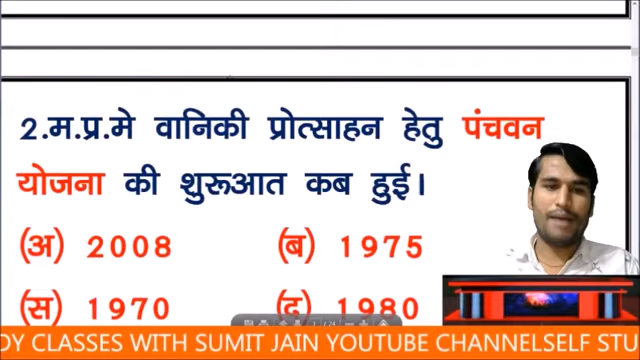 2.म.प्र.मे वानिकी प्रोत्साहन हेतु पंचवन
योजना की शुरूआत कब हुई।
(अ) 2008 (ब) 1975
(स) 1970 (द) 1980
DY CLASSES WITH SUMIT JAIN YOUTUBE CHANNELSELF STU